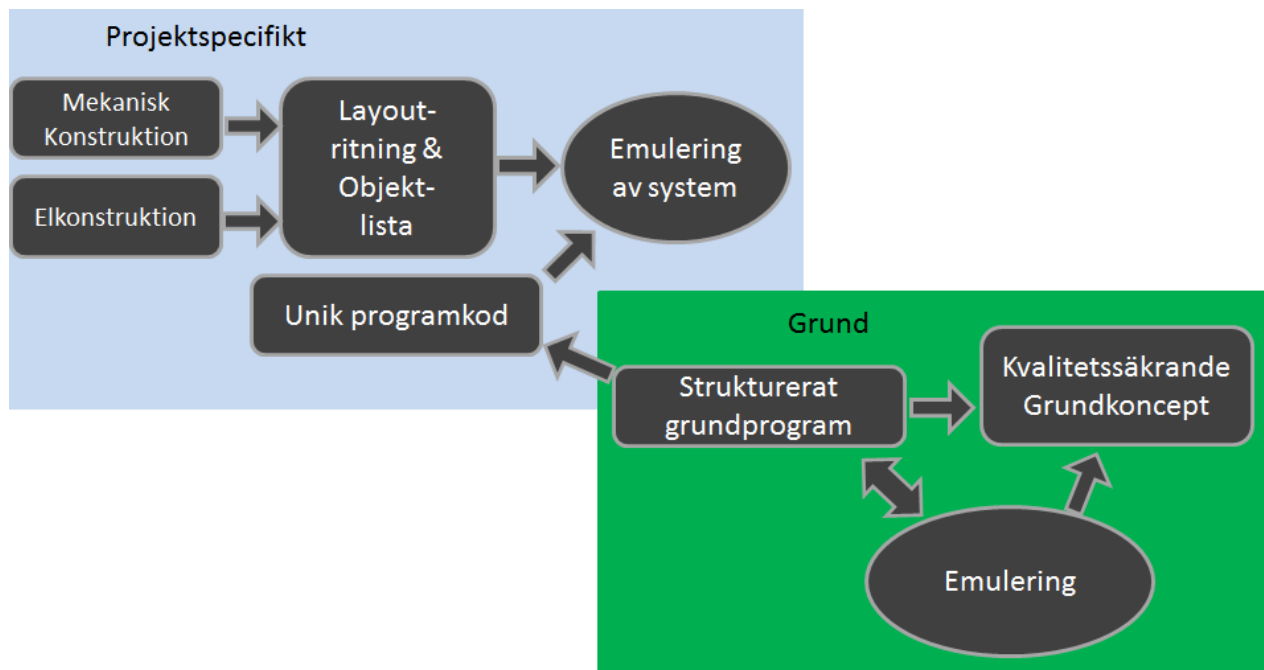 Projektspecifikt
Mekanisk
Konstruktion
Elkonstruktion
Layout-
ritning &
Objekt-
lista
Emulering
av system
Unik programkod
Grund
Strukturerat
grundprogram
Kvalitetssäkrande
Grundkoncept
Emulering